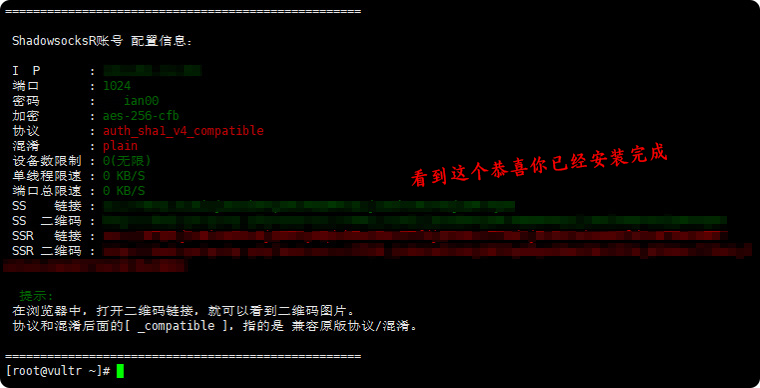 ==================================================
ShadowsocksR账号 配置信息:
I P :
端口 : 1024
密码 : ian00
加密 : aes-256-cfb
协议 : auth_sha1_v4_compatible
混淆 : plain
设备数限制 : 0(无限)
单线程限速 : 0 KB/S
端口总限速 : 0 KB/S
看到这个恭喜你已经安装完成
SS 链接 :
SS 二维码 :
SSR 链接 :
SSR 二维码 :
提示:
在浏览器中，打开二维码链接，就可以看到二维码图片。
协议和混淆后面的[ _compatible ]，指的是 兼容原版协议/混淆。
==================================================
[root@vultr ~]#